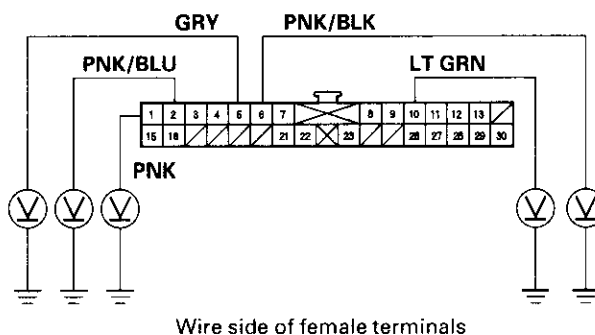 GRY PNK/BLK
PNK/BLU LT GRN
1 2 3 4 5 6 7 8 9 10 11 12 13
15 16 21 22 23 26 27 28 29 30
PNK
V V V V V
Wire side of female terminals